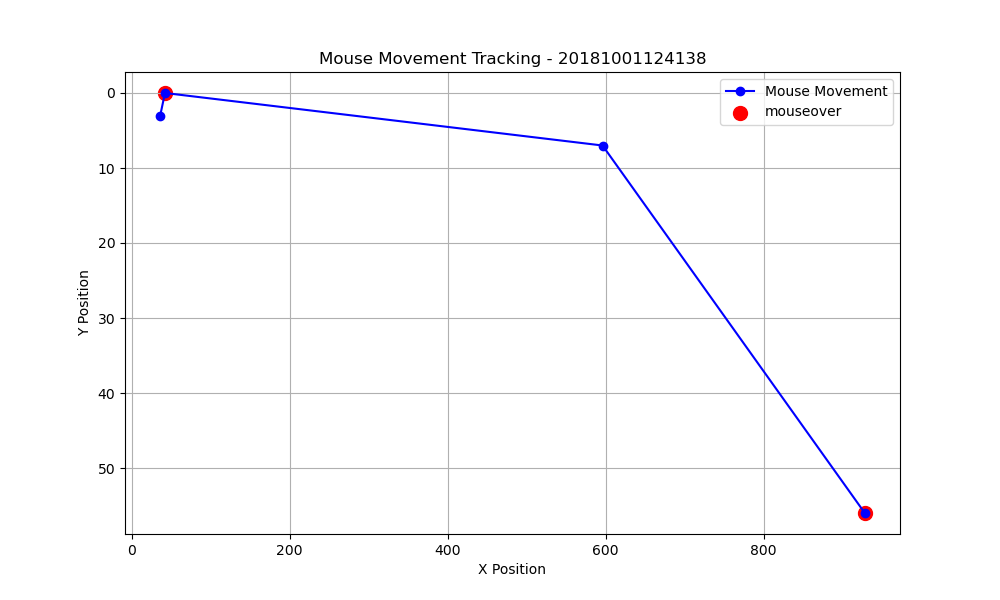 Mouse Movement Tracking - 20181001124138
Mouse Movement
mouseover
0
10
20
30
40
50
Y Position
0 200 400 600 800
X Position